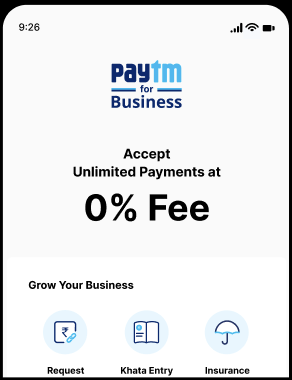 9:26
paytm
for
Business
Accept
Unlimited Payments at
0% Fee
Grow Your Business
₹
Request
Khata Entry
Insurance